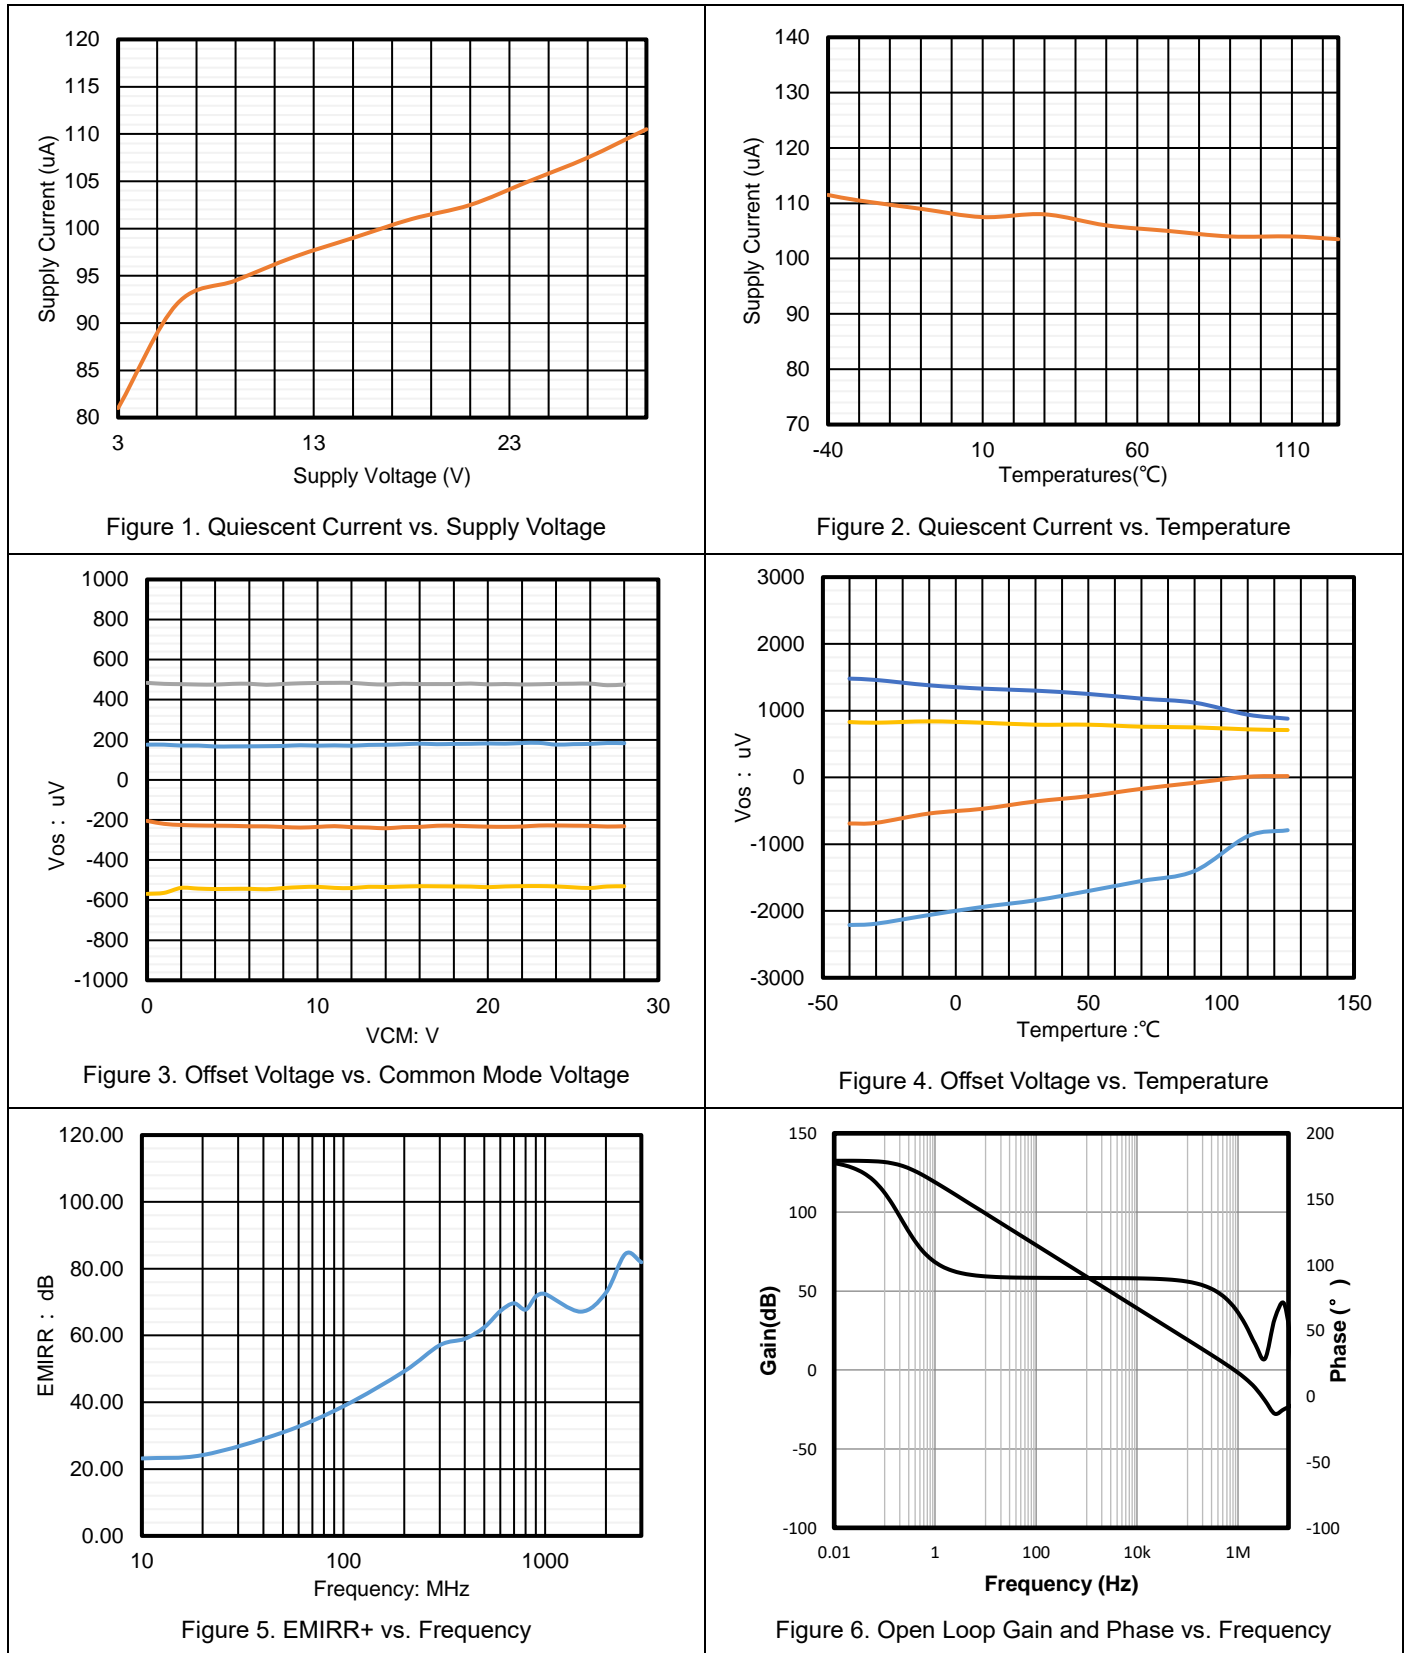 120
115
110
105
100
95
90
85
80
Supply Current (uA)
3 13 23
Supply Voltage (V)
Figure 1. Quiescent Current vs. Supply Voltage
140
130
120
110
100
90
80
70
Supply Current (uA)
-40 10 60 110
Temperatures(℃)
Figure 2. Quiescent Current vs. Temperature
1000
800
600
400
200
0
-200
-400
-600
-800
-1000
Vos : uV
0 10 20 30
VCM: V
Figure 3. Offset Voltage vs. Common Mode Voltage
3000
2000
1000
0
-1000
-2000
-3000
Vos : uV
-50 0 50 100 150
Temperture :℃
Figure 4. Offset Voltage vs. Temperature
120.00
100.00
80.00
60.00
40.00
20.00
0.00
EMIRR : dB
10 100 1000
Frequency: MHz
Figure 5. EMIRR+ vs. Frequency
150
100
50
0
-50
-100
Gain(dB)
200
150
100
50
0
-50
-100
Phase (° )
0.01 1 100 10k 1M
Frequency (Hz)
Figure 6. Open Loop Gain and Phase vs. Frequency